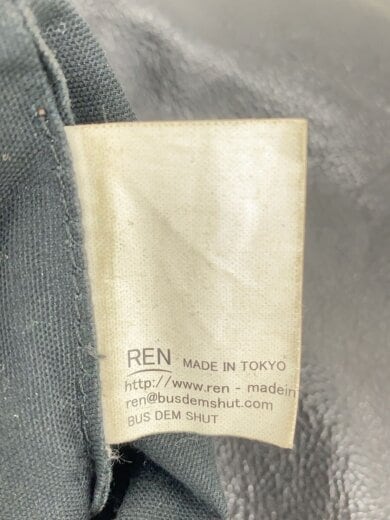 REN MADE IN TOKYO
http://www.ren - madein
ren@busdemshut.com
BUS DEM SHUT